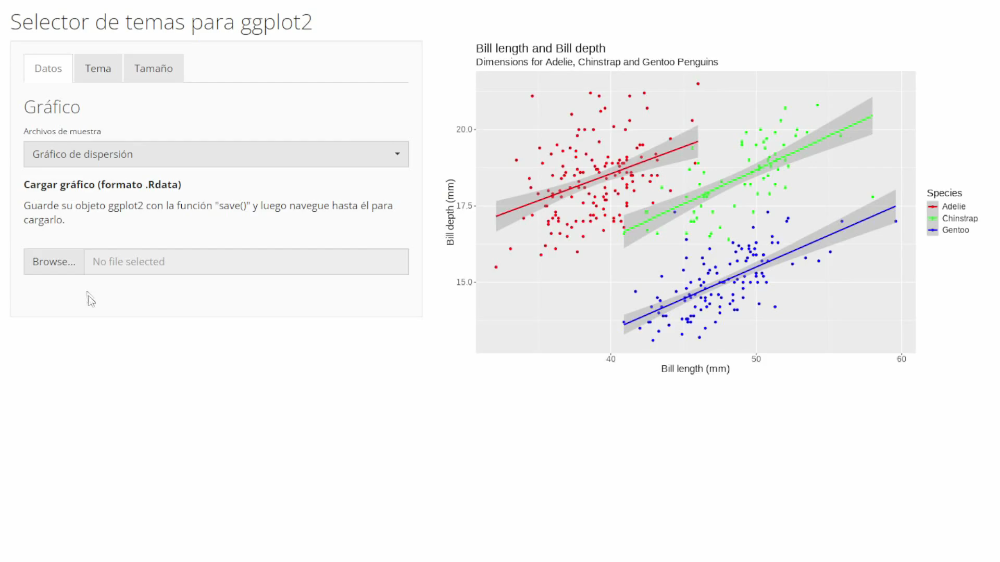 Selector de temas para ggplot2
Datos
Tema
Tamaño
Gráfico
Archivos de muestra
Gráfico de dispersión
Cargar gráfico (formato .Rdata)
Guarde su objeto ggplot2 con la función "save()" y luego navegue hasta él para
cargarlo.
Browse...
No file selected
Bill length and Bill depth
Dimensions for Adelie, Chinstrap and Gentoo Penguins
20.0
17.5
15.0
Bill depth (mm)
40
50
60
Bill length (mm)
Species
Adelie
Chinstrap
Gentoo